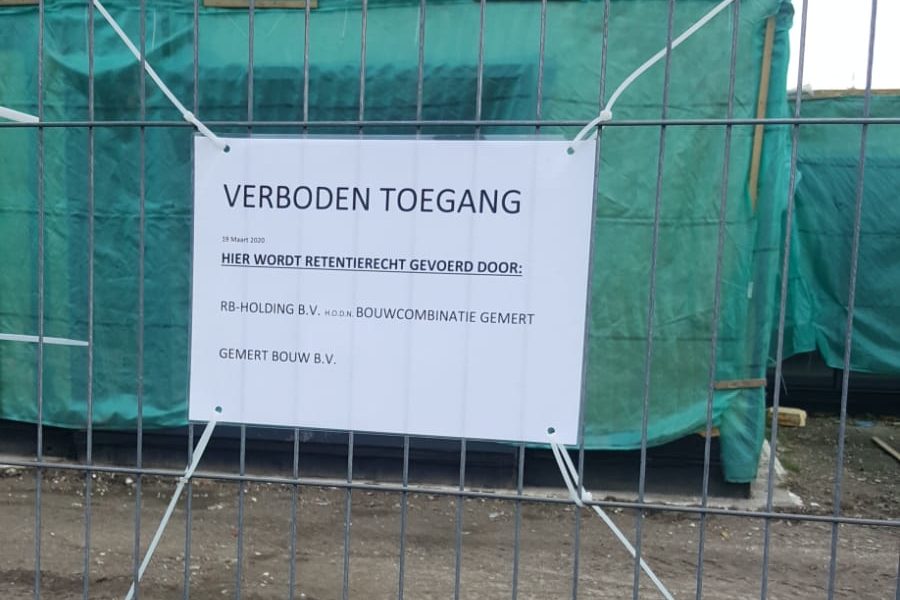 VERBODEN TOEGANG
19 Maart 2020
HIER WORDT RETENTIERECHT GEVOERD DOOR:
RB-HOLDING B.V. H.O.D.N. BOUWCOMBINATIE GEMERT
GEMERT BOUW B.V.